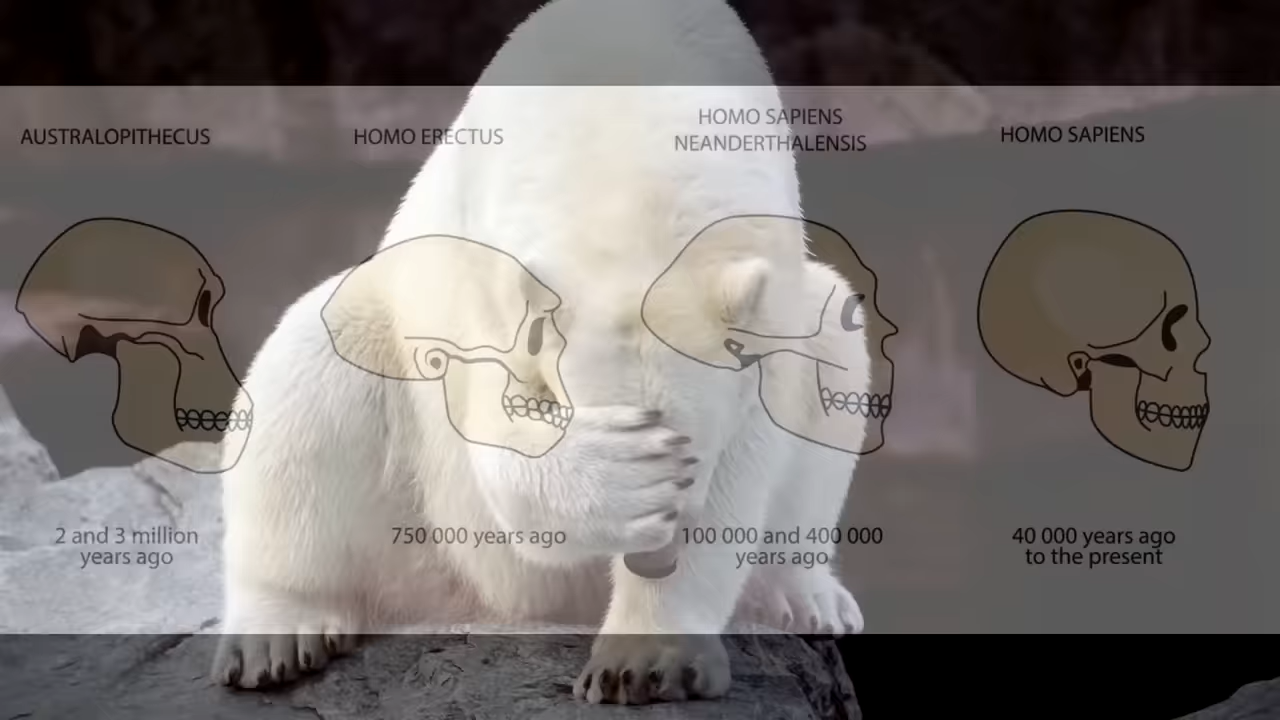 AUSTRALOPITHECUS
HOMO ERECTUS
HOMO SAPIENS
NEANDERTHALENSIS
HOMO SAPIENS
2 and 3 million
years ago
750 000 years ago
100 000 and 400 000
years ago
40 000 years ago
to the present